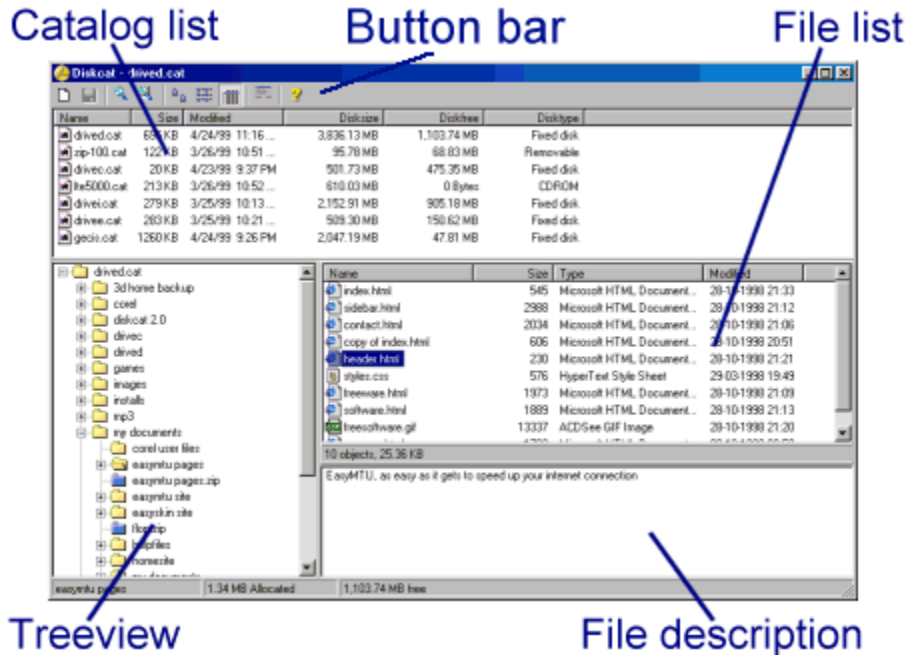 Catalog list
Button bar
File list
Diskcat - drived.cat
Name Size Modified Disksize Diskfree Disktype
drived.cat KB 4/24/99 11:16 ... 3,836.13 MB 1,103.74 MB Fixed disk
zip-100.cat 122 KB 3/26/99 10:51 ... 95.78 MB 68.83 MB Removable
drivec.cat 20 KB 4/23/99 9:37 PM 501.73 MB 475.35 MB Fixed disk
lte5000.cat 213 KB 3/26/99 10:52 ... 610.03 MB 0 Bytes CDROM
drivei.cat 279 KB 3/25/99 10:13 ... 2,152.91 MB 905.18 MB Fixed disk
drivee.cat 283 KB 3/25/99 10:21 ... 509.30 MB 150.62 MB Fixed disk
gecis.cat 1260 KB 4/24/99 9:26 PM 2,047.19 MB 47.81 MB Fixed disk
drived.cat
3d home backup
corel
diskcat 2.0
drivec
drived
games
images
installs
mp3
my documents
corel user files
easymtu pages
easymtu pages.zip
easymtu site
easyskin site
helpfiles
homesite
my documents
Name Size Type Modified
index.html 545 Microsoft HTML Document... 28-10-1998 21:33
sidebar.html 2988 Microsoft HTML Document... 28-10-1998 21:12
contact.html 2034 Microsoft HTML Document... 28-10-1998 21:06
copy of index.html 606 Microsoft HTML Document... 28-10-1998 20:51
header.html 230 Microsoft HTML Document... 28-10-1998 21:21
styles.css 576 HyperText Style Sheet 29-03-1998 19:49
freeware.html 1973 Microsoft HTML Document... 28-10-1998 21:09
software.html 1889 Microsoft HTML Document... 28-10-1998 21:13
freesoftware.gif 13337 ACDSee GIF Image 28-10-1998 21:20
10 objects, 25.36 KB
EasyMTU, as easy as it gets to speed up your internet connection
easymtu pages 1.34 MB Allocated 1,103.74 MB free
Treeview
File description